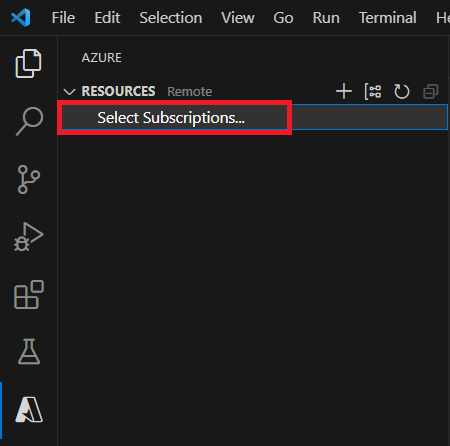 File Edit Selection View Go Run Terminal He
AZURE
RESOURCES Remote
Select Subscriptions...